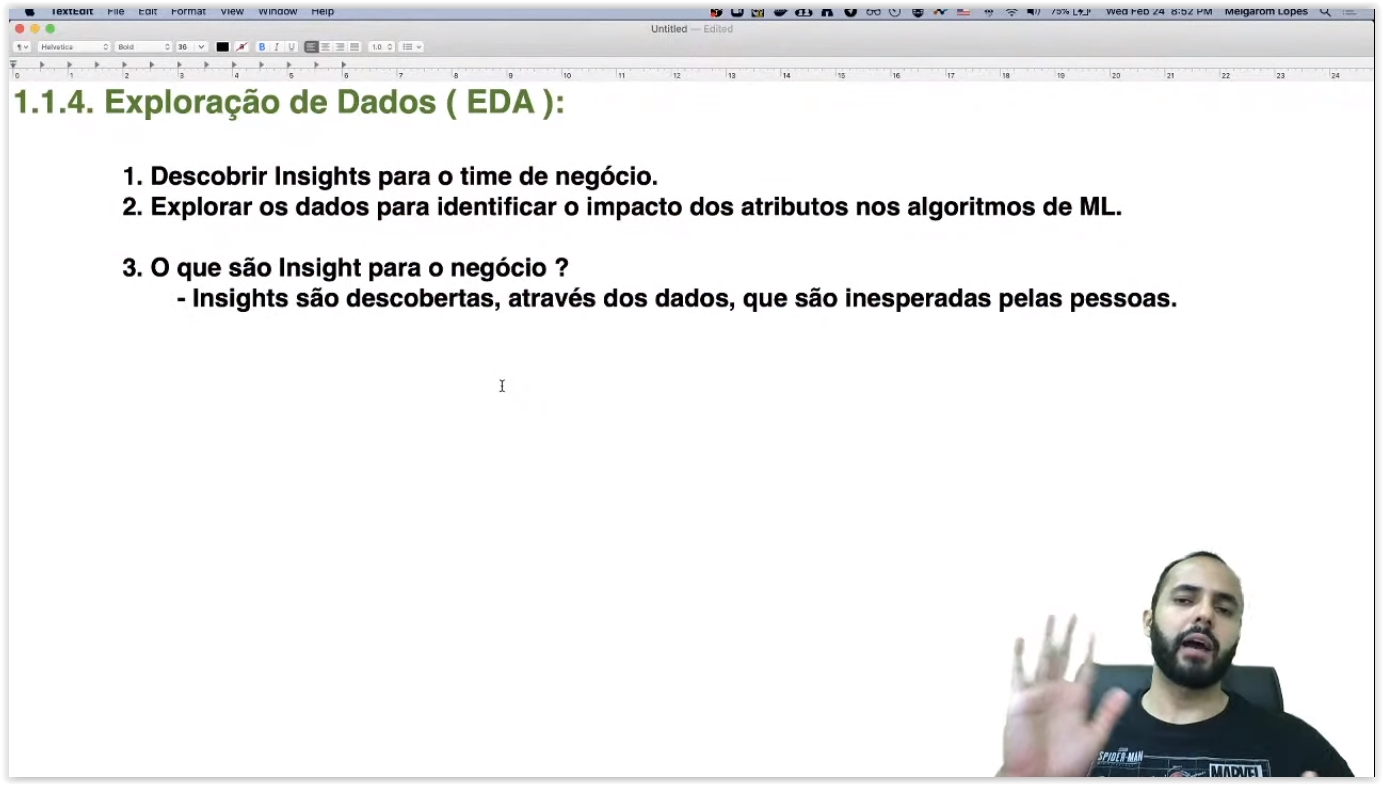 TextEdit File Edit Format View Window Help 75% Wed Feb 24 8:52 PM Meigarom Lopes
Untitled — Edited
Helvetica Bold 36 B I U 1.0
0 1 2 3 4 5 6 7 8 9 10 11 12 13 14 15 16 17 18 19 20 21 22 23 24
1.1.4. Exploração de Dados ( EDA ):
1. Descobrir Insights para o time de negócio.
2. Explorar os dados para identificar o impacto dos atributos nos algoritmos de ML.
3. O que são Insight para o negócio ?
- Insights são descobertas, através dos dados, que são inesperadas pelas pessoas.
SPIDER-MAN
MARVEL